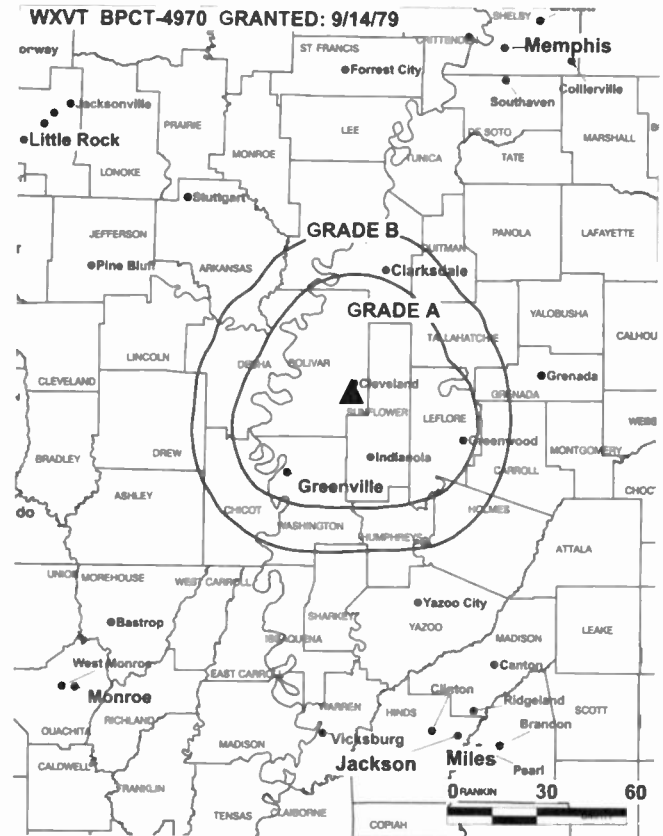 WXVT BPCT-4970 GRANTED: 9/14/79
SHELBY
orway
ST FRANCIS
CRITTENDEN
Memphis
Forrest City
Collierville
Jacksonville
Southaven
PRAIRIE
LEE
DE SOTO
MARSHALL
Little Rock
MONROE
TUNICA
TATE
LONOKE
Stuttgart
GRADE B
PANOLA
LAFAYETTE
JEFFERSON
QUITMAN
Pine Bluff
ARKANSAS
Clarksdale
GRADE A
YALOBUSHA
TALLAHATCHIE
CALHOU
LINCOLN
DESHA
BOLIVAR
CLEVELAND
Cleveland
Grenada
GRENADA
SUNFLOWER
LEFLORE
WEBS
Greenwood
DREW
Indianola
MONTGOMERY
BRADLEY
CARROLL
Greenville
ASHLEY
CHOCT
do
CHICOT
HOLMES
WASHINGTON
HUMPHREYS
ATTALA
UNION
MOREHOUSE
WEST CARROLL
Yazoo City
Bastrop
SHARKEY
YAZOO
LEAKE
ISSAQUENA
MADISON
West Monroe
Canton
EAST CARROLL
Monroe
Clinton
Ridgeland
WARREN
HINDS
SCOTT
RICHLAND
Brandon
OUACHITA
Vicksburg
MADISON
Jackson
Miles
CALDWELL
Pearl
FRANKLIN
0 RANKIN 30 60
TENSAS
CLAIBORNE
COPIAH